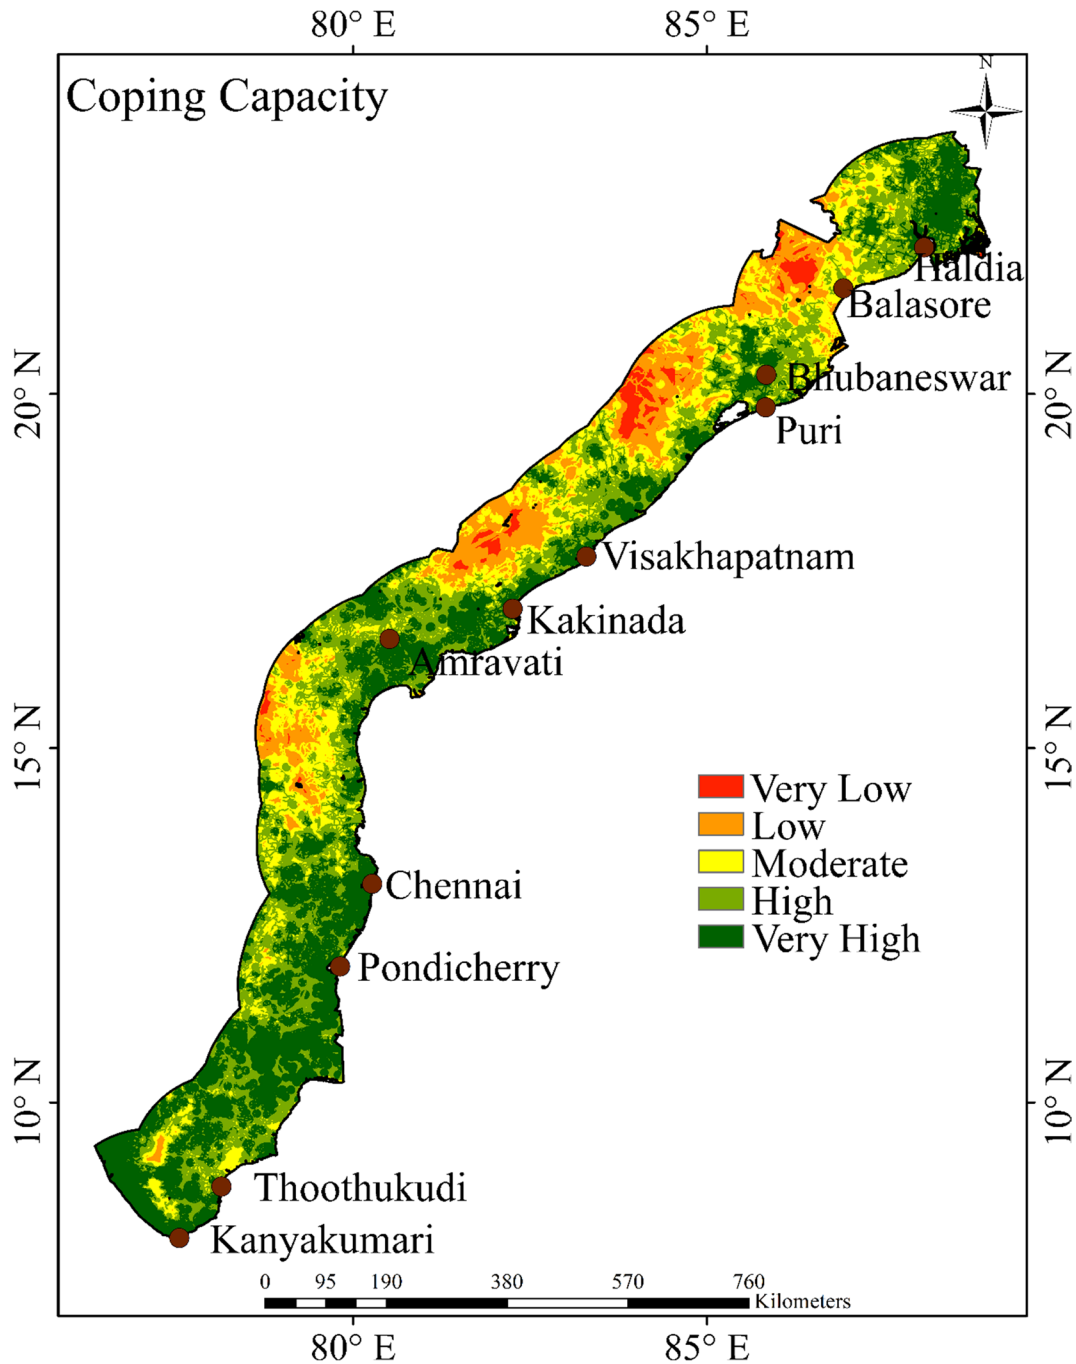 80° E 85° E
Coping Capacity
N
Haldia
Balasore
Bhubaneswar
20° N 20° N
Puri
Visakhapatnam
Kakinada
Amravati
15° N 15° N
Very Low
Low
Moderate
High
Very High
Chennai
Pondicherry
10° N 10° N
Thoothukudi
Kanyakumari
0 95 190 380 570 760
Kilometers
80° E 85° E